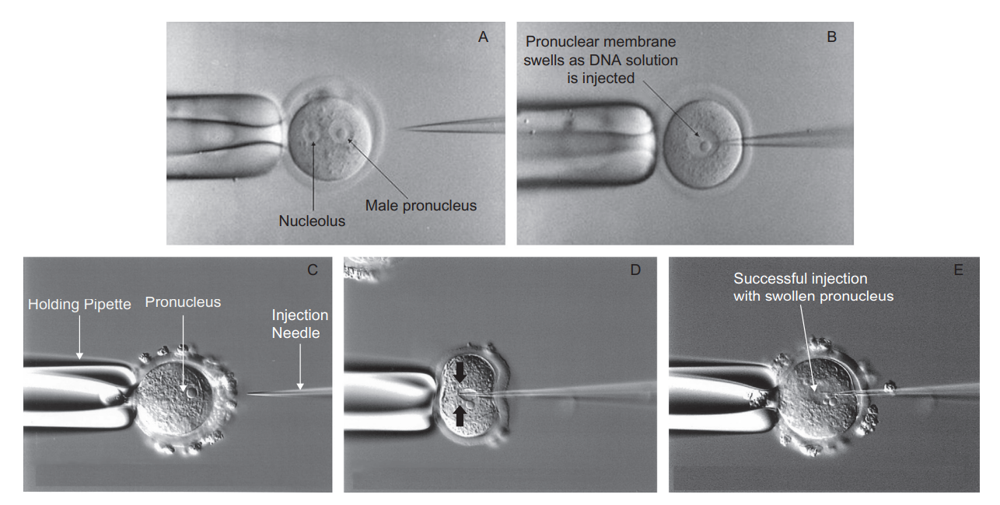 A
Nucleolus
Male pronucleus
B
Pronuclear membrane
swells as DNA solution
is injected
C
Holding Pipette
Pronucleus
Injection
Needle
D
E
Successful injection
with swollen pronucleus